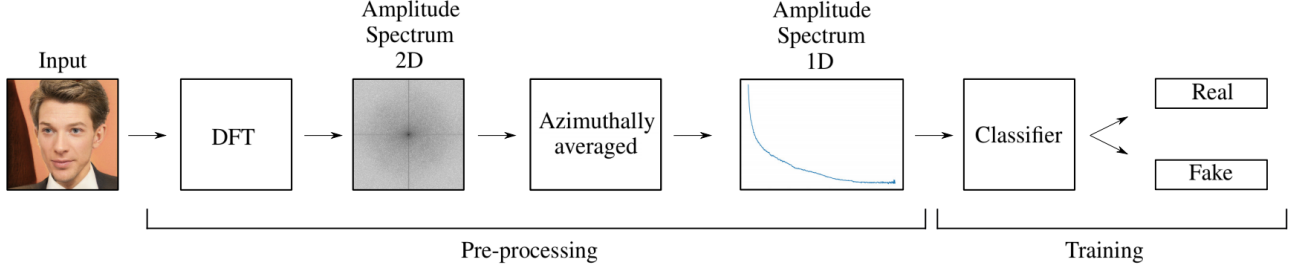 Input
DFT
Amplitude
Spectrum
2D
Azimuthally
averaged
Amplitude
Spectrum
1D
Classifier
Real
Fake
Pre-processing
Training